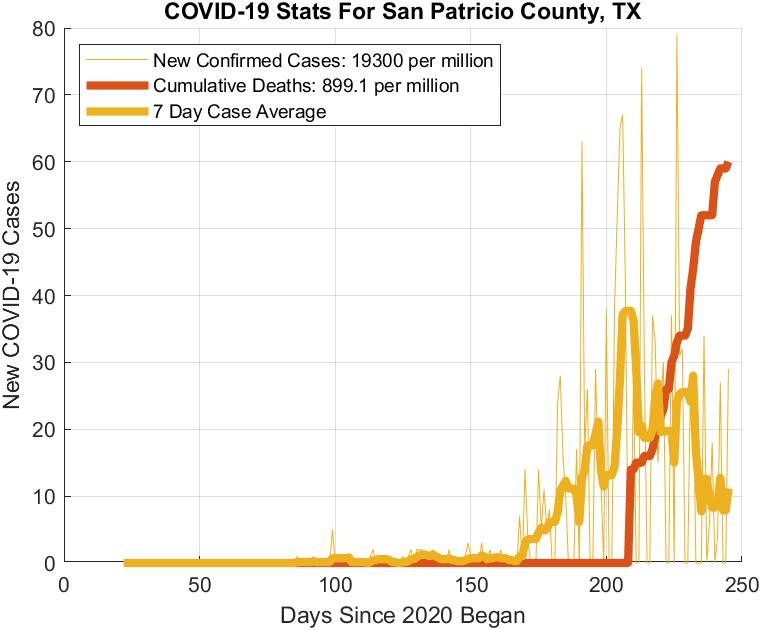 COVID-19 Stats For San Patricio County, TX
New Confirmed Cases: 19300 per million
Cumulative Deaths: 899.1 per million
7 Day Case Average
New COVID-19 Cases
80
70
60
50
40
30
20
10
0
0 50 100 150 200 250
Days Since 2020 Began